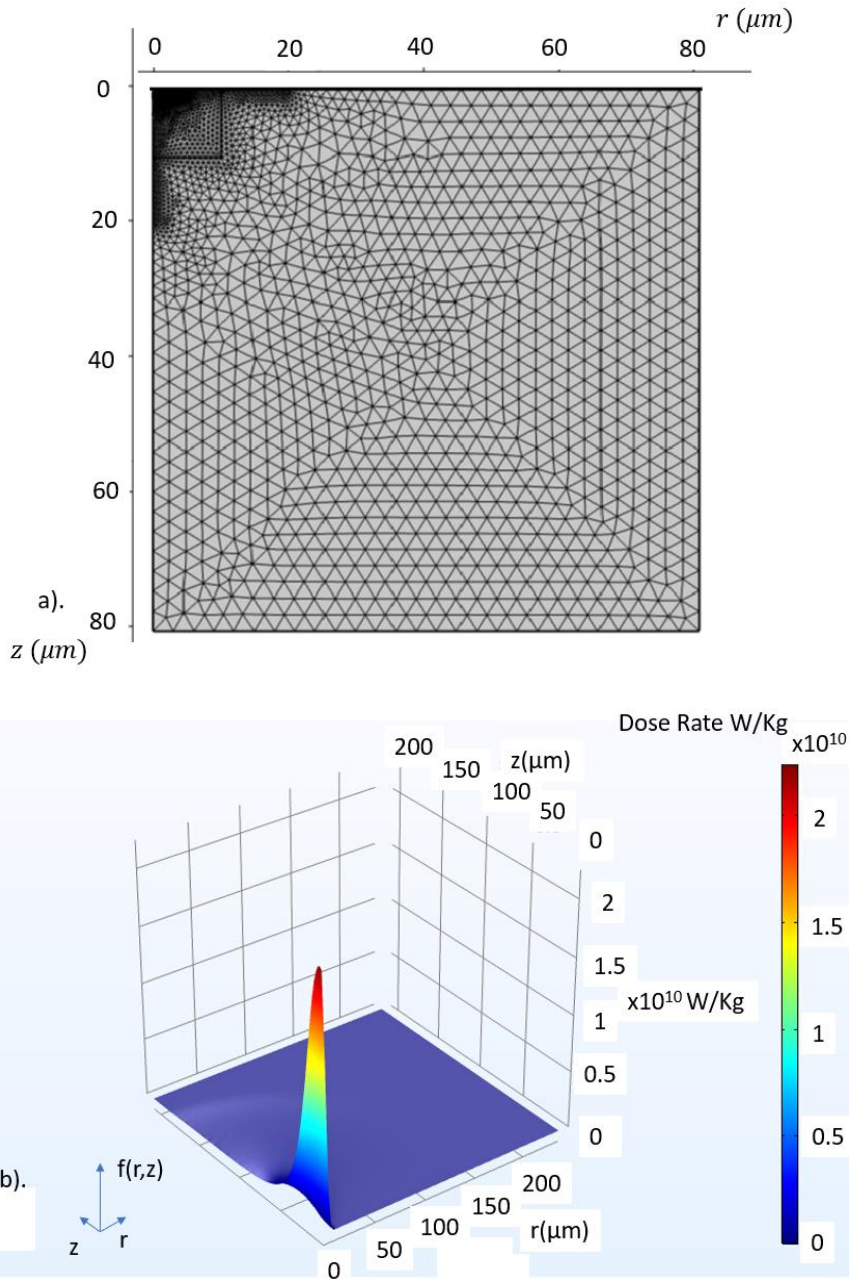 r (μm)
0 20 40 60 80
0
20
40
60
a).
80
z (μm)
Dose Rate W/Kg
x10¹⁰
200
150
z(μm)
100
50
0
2
2
1.5
1.5
x10¹⁰ W/Kg
1
1
0.5
0.5
0
0
b).
f(r,z)
z r
200
150
100
r(μm)
50
0